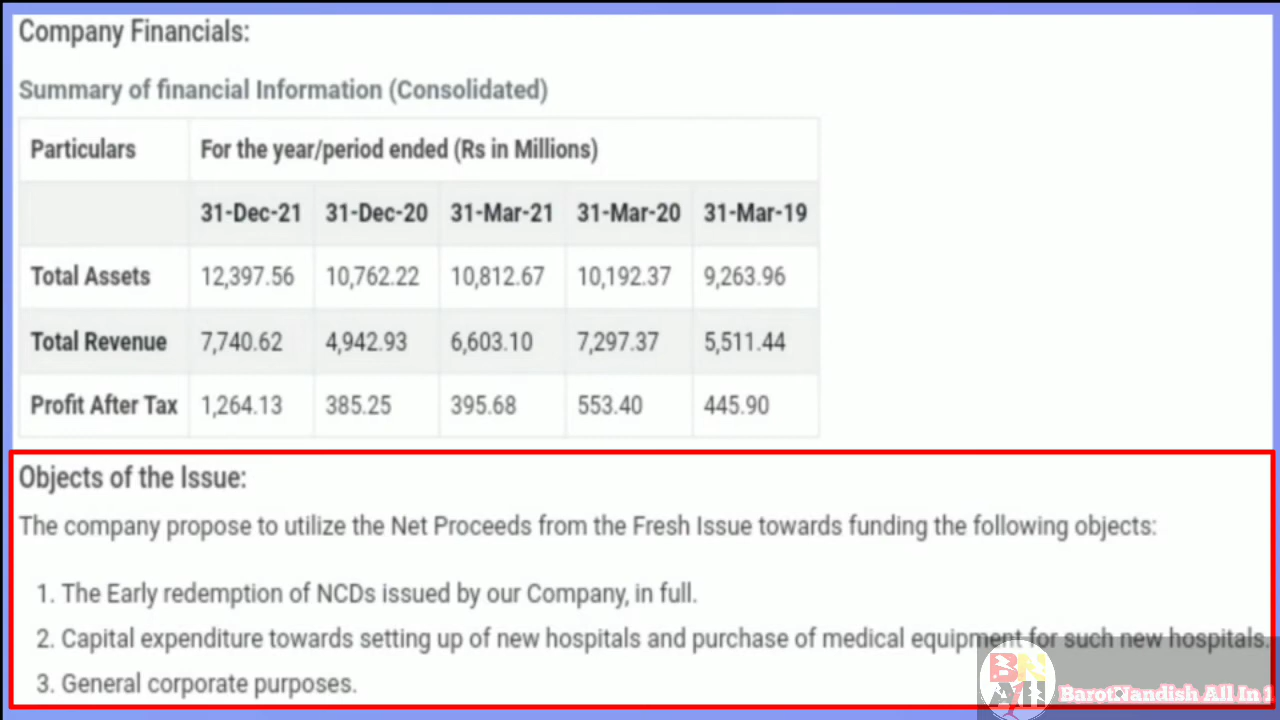 Company Financials:
Summary of financial Information (Consolidated)
Particulars For the year/period ended (Rs in Millions)
31-Dec-21 31-Dec-20 31-Mar-21 31-Mar-20 31-Mar-19
Total Assets 12,397.56 10,762.22 10,812.67 10,192.37 9,263.96
Total Revenue 7,740.62 4,942.93 6,603.10 7,297.37 5,511.44
Profit After Tax 1,264.13 385.25 395.68 553.40 445.90
Objects of the Issue:
The company propose to utilize the Net Proceeds from the Fresh Issue towards funding the following objects:
1. The Early redemption of NCDs issued by our Company, in full.
2. Capital expenditure towards setting up of new hospitals and purchase of medical equipment for such new hospitals.
3. General corporate purposes.
BN
BarotNandish All In 1